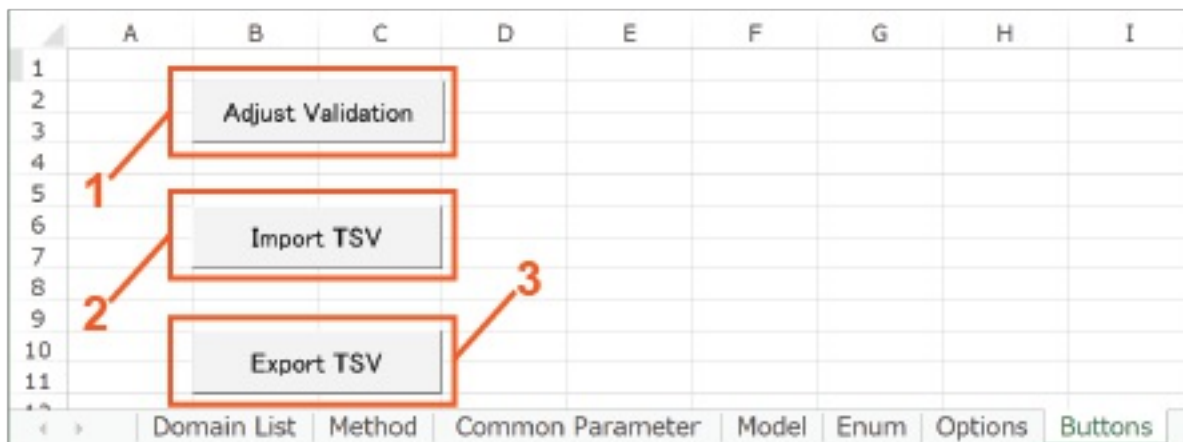 A B C D E F G H I
1
2 Adjust Validation
3
4
1
5
6 Import TSV
7
8 3
2
9
10 Export TSV
11
Domain List Method Common Parameter Model Enum Options Buttons